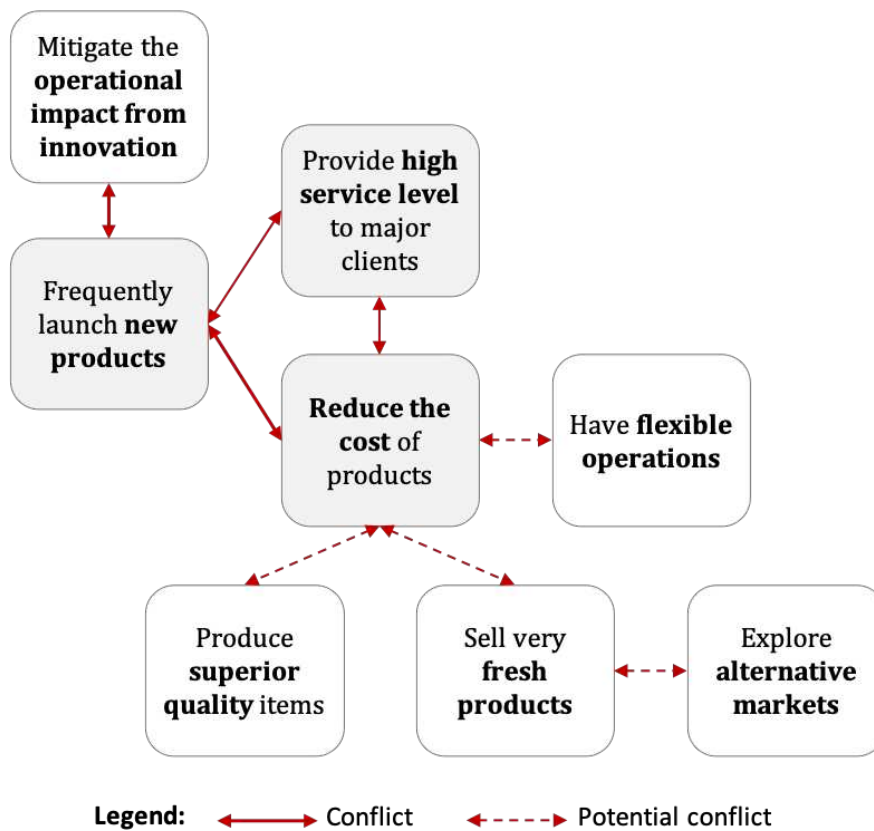 Mitigate the
operational
impact from
innovation
Provide high
service level
to major
clients
Frequently
launch new
products
Reduce the
cost of
products
Have flexible
operations
Produce
superior
quality items
Sell very
fresh
products
Explore
alternative
markets
Legend: Conflict Potential conflict